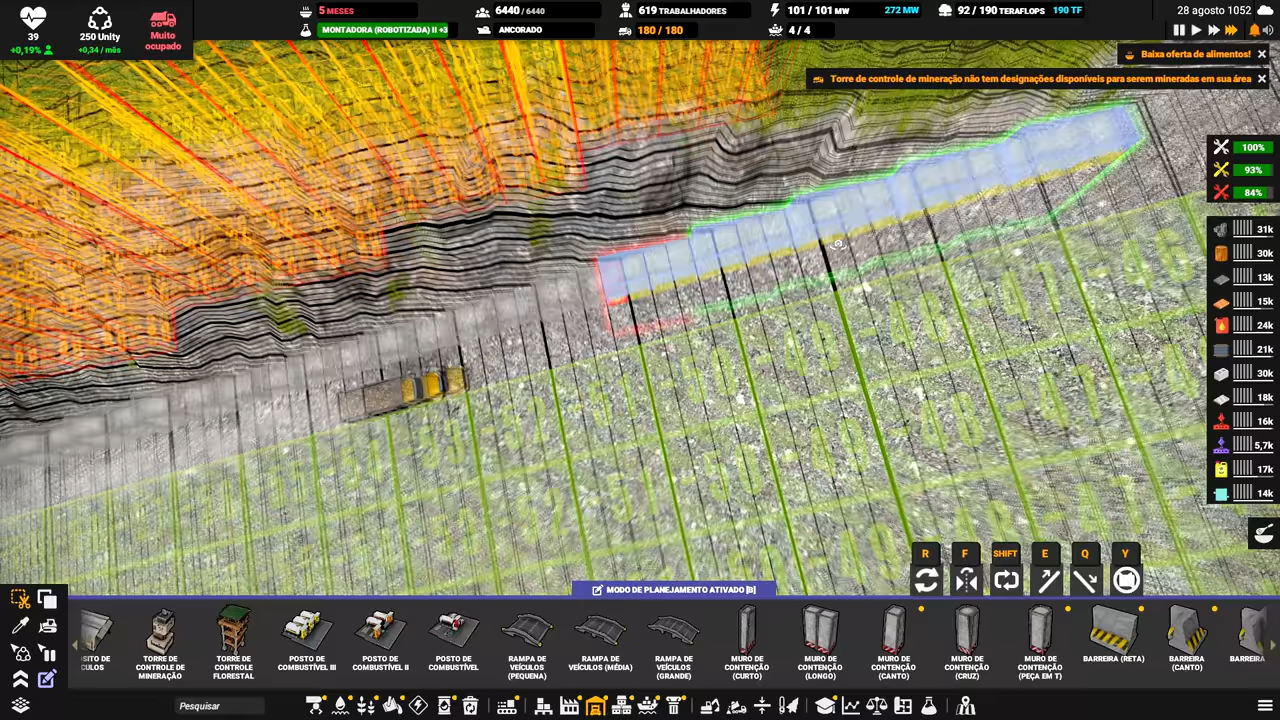 39
+0,19%
250 Unity
+0,34 / mês
Muito
ocupado
5 MESES
MONTADORA (ROBOTIZADA) II +3
6440 / 6440
ANCORADO
619 TRABALHADORES
180 / 180
101 / 101 MW
272 MW
4 / 4
92 / 190 TERAFLOPS
190 TF
28 agosto 1052
Baixa oferta de alimentos!
Torre de controle de mineração não tem designações disponíveis para serem mineradas em sua área
100%
93%
84%
31k
30k
13k
15k
24k
21k
30k
18k
16k
5,7k
17k
14k
R
F
SHIFT
E
Q
Y
MODO DE PLANEJAMENTO ATIVADO [B]
SITO DE
CULOS
TORRE DE
CONTROLE DE
MINERAÇÃO
TORRE DE
CONTROLE
FLORESTAL
POSTO DE
COMBUSTÍVEL III
POSTO DE
COMBUSTÍVEL II
POSTO DE
COMBUSTÍVEL
RAMPA DE
VEÍCULOS
(PEQUENA)
RAMPA DE
VEÍCULOS (MÉDIA)
RAMPA DE
VEÍCULOS
(GRANDE)
MURO DE
CONTENÇÃO
(CURTO)
MURO DE
CONTENÇÃO
(LONGO)
MURO DE
CONTENÇÃO
(CANTO)
MURO DE
CONTENÇÃO
(CRUZ)
MURO DE
CONTENÇÃO
(PEÇA EM T)
BARREIRA (RETA)
BARREIRA
(CANTO)
BARREIRA
Pesquisar